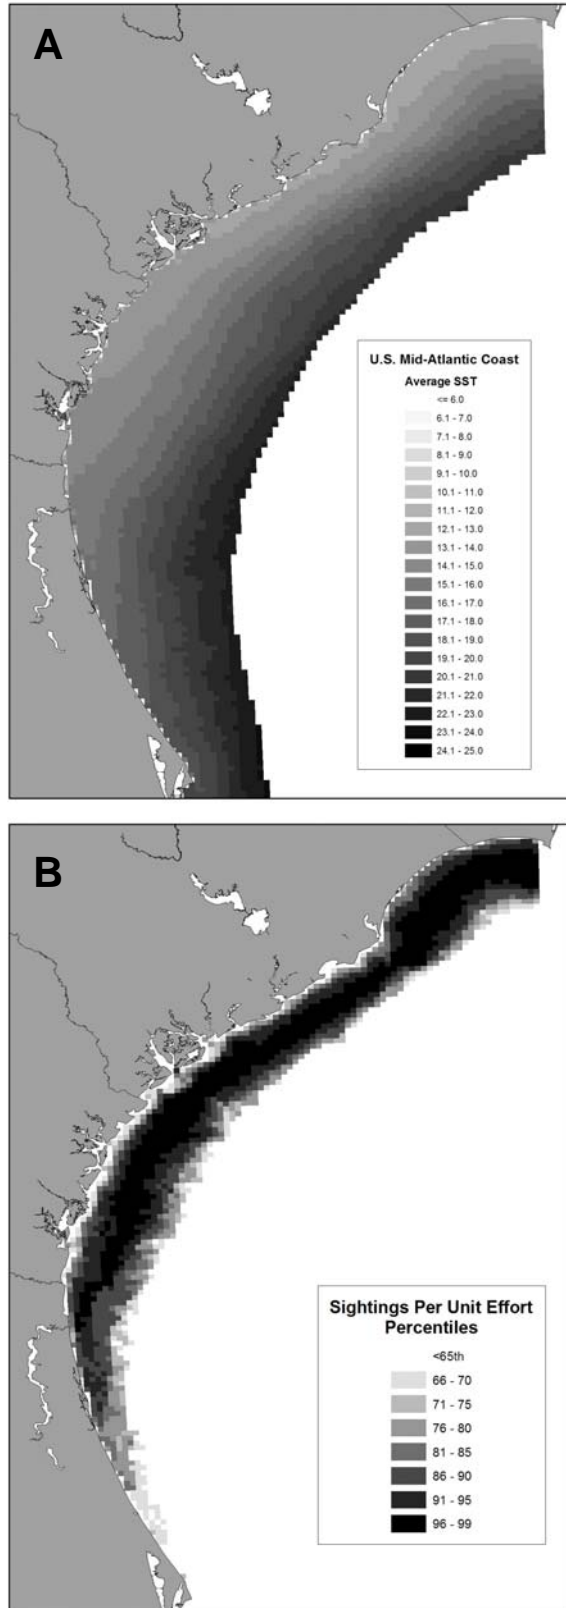 A
U.S. Mid-Atlantic Coast
Average SST
<= 6.0
6.1 - 7.0
7.1 - 8.0
8.1 - 9.0
9.1 - 10.0
10.1 - 11.0
11.1 - 12.0
12.1 - 13.0
13.1 - 14.0
14.1 - 15.0
15.1 - 16.0
16.1 - 17.0
17.1 - 18.0
18.1 - 19.0
19.1 - 20.0
20.1 - 21.0
21.1 - 22.0
22.1 - 23.0
23.1 - 24.0
24.1 - 25.0
B
Sightings Per Unit Effort
Percentiles
<65th
66 - 70
71 - 75
76 - 80
81 - 85
86 - 90
91 - 95
96 - 99